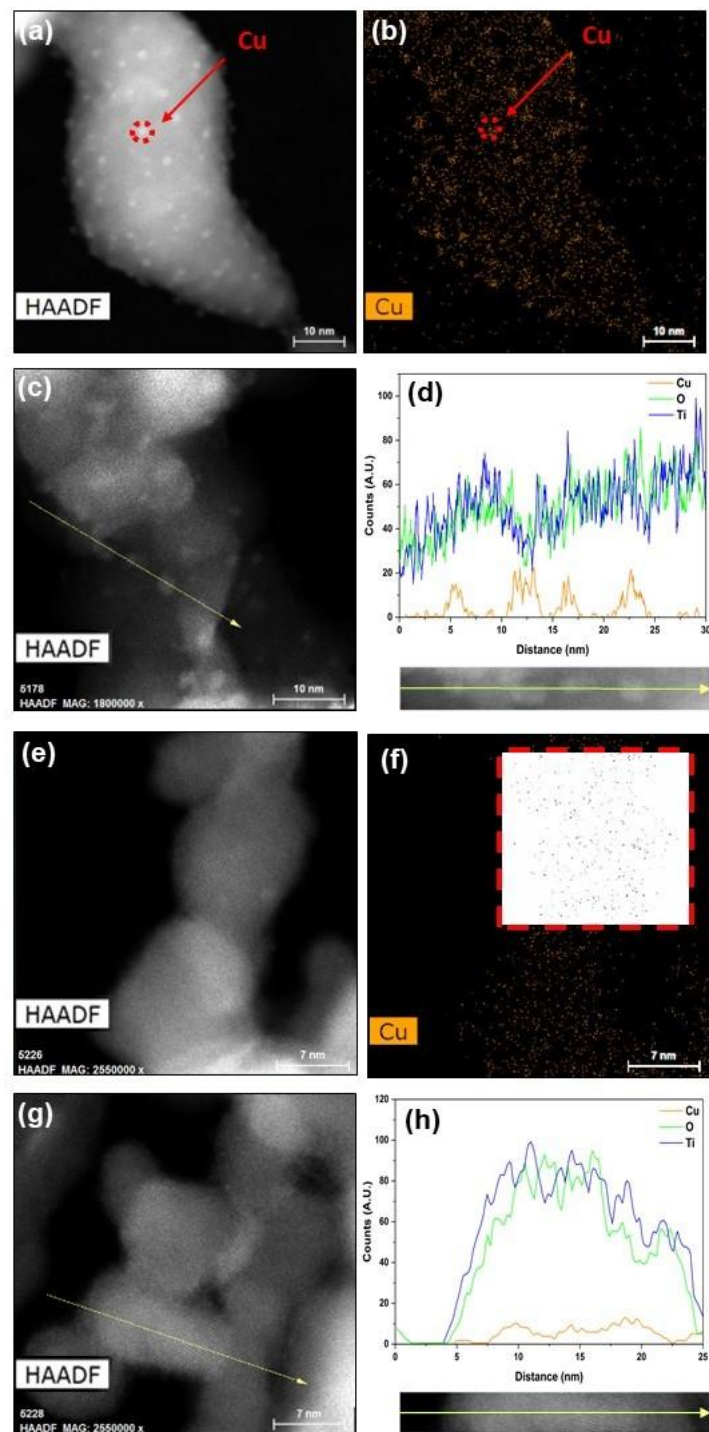 (a)
Cu
HAADF
10 nm
(b)
Cu
Cu
10 nm
(c)
HAADF
5178
HAADF MAG: 1800000 x
10 nm
(d)
Cu
O
Ti
Counts (A.U.)
100
80
60
40
20
0
0 5 10 15 20 25 30
Distance (nm)
(e)
HAADF
5226
HAADF MAG: 2550000 x
7 nm
(f)
Cu
7 nm
(g)
HAADF
5228
HAADF MAG: 2550000 x
7 nm
(h)
Cu
O
Ti
Counts (A.U.)
120
100
80
60
40
20
0
0 5 10 15 20 25
Distance (nm)